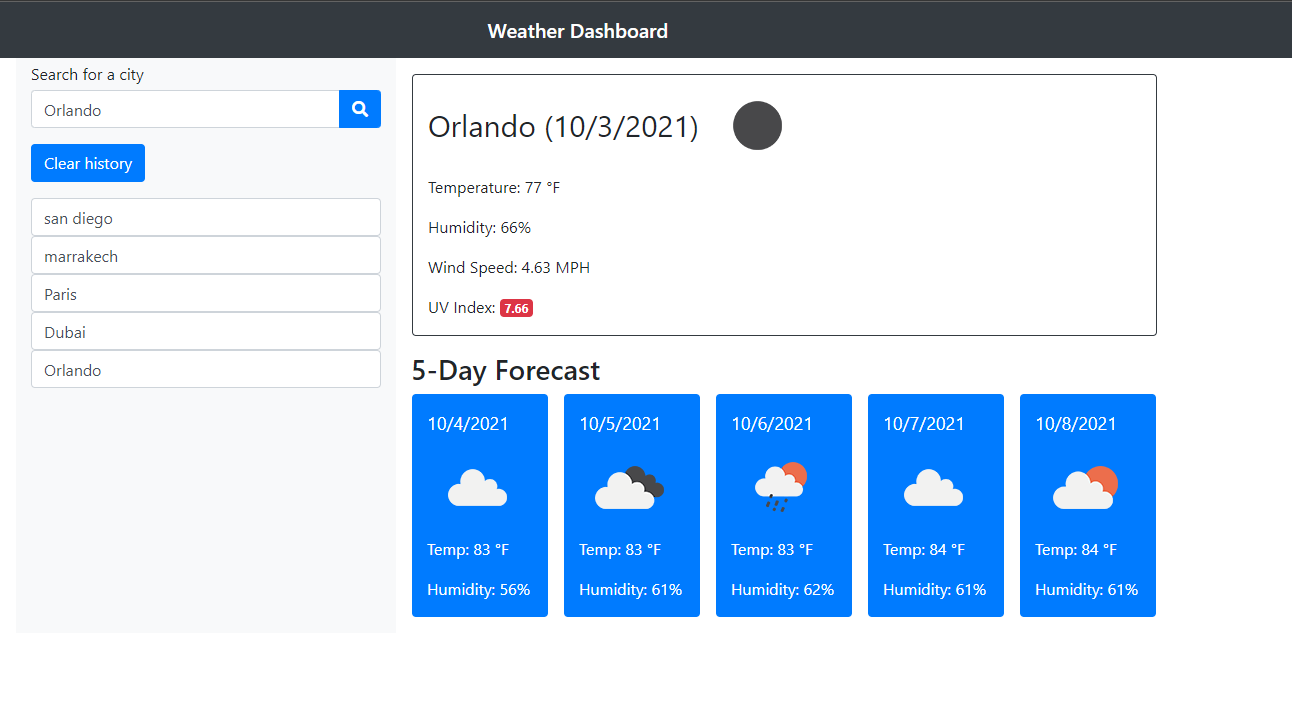 Weather Dashboard
Search for a city
Orlando
Clear history
san diego
marrakech
Paris
Dubai
Orlando
Orlando (10/3/2021)
Temperature: 77 °F
Humidity: 66%
Wind Speed: 4.63 MPH
UV Index: 7.66
5-Day Forecast
10/4/2021
Temp: 83 °F
Humidity: 56%
10/5/2021
Temp: 83 °F
Humidity: 61%
10/6/2021
Temp: 83 °F
Humidity: 62%
10/7/2021
Temp: 84 °F
Humidity: 61%
10/8/2021
Temp: 84 °F
Humidity: 61%